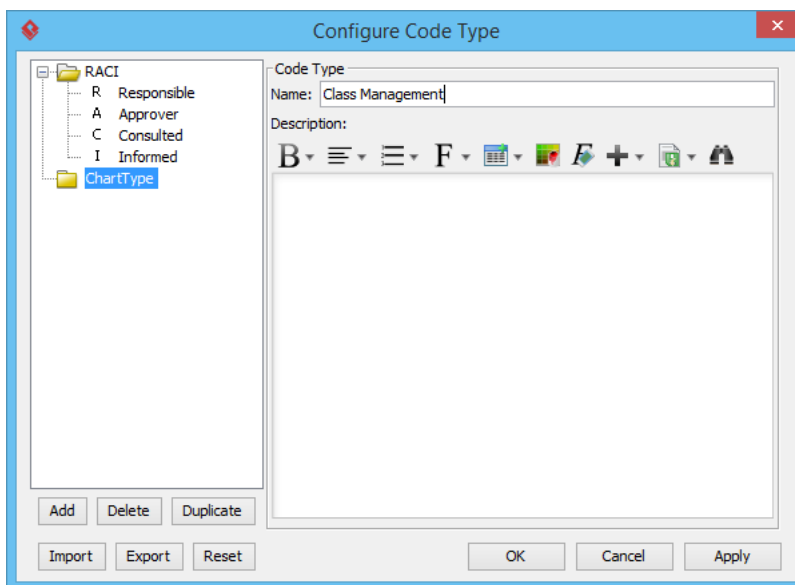 Configure Code Type
RACI
R Responsible
A Approver
C Consulted
I Informed
ChartType
Code Type
Name: Class Management
Description:
B F F
Add Delete Duplicate
Import Export Reset
OK Cancel Apply